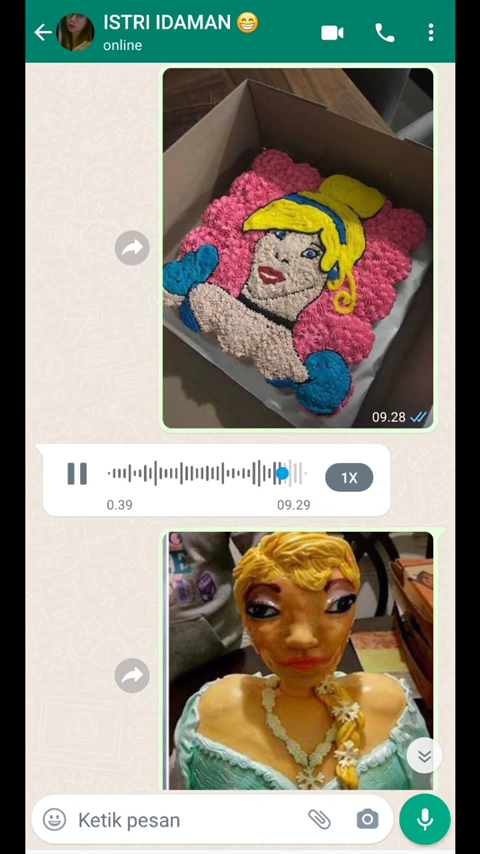 ISTRI IDAMAN 😁
online
09.28
1X
0.39
09.29
Ketik pesan